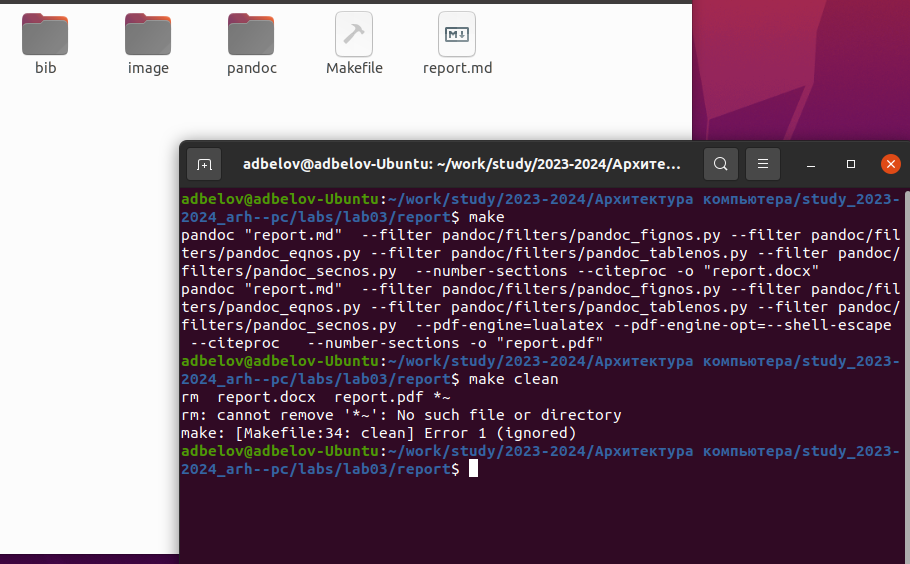 bib
image
pandoc
Makefile
report.md
adbelov@adbelov-Ubuntu: ~/work/study/2023-2024/Архите...
adbelov@adbelov-Ubuntu:~/work/study/2023-2024/Архитектура компьютера/study_2023-
2024_arh--pc/labs/lab03/report$ make
pandoc "report.md"  --filter pandoc/filters/pandoc_fignos.py --filter pandoc/fil
ters/pandoc_eqnos.py --filter pandoc/filters/pandoc_tablenos.py --filter pandoc/
filters/pandoc_secnos.py  --number-sections --citeproc -o "report.docx"
pandoc "report.md"  --filter pandoc/filters/pandoc_fignos.py --filter pandoc/fil
ters/pandoc_eqnos.py --filter pandoc/filters/pandoc_tablenos.py --filter pandoc/
filters/pandoc_secnos.py  --pdf-engine=lualatex --pdf-engine-opt=--shell-escape
 --citeproc   --number-sections -o "report.pdf"
adbelov@adbelov-Ubuntu:~/work/study/2023-2024/Архитектура компьютера/study_2023-
2024_arh--pc/labs/lab03/report$ make clean
rm  report.docx  report.pdf *~
rm: cannot remove '*~': No such file or directory
make: [Makefile:34: clean] Error 1 (ignored)
adbelov@adbelov-Ubuntu:~/work/study/2023-2024/Архитектура компьютера/study_2023-
2024_arh--pc/labs/lab03/report$